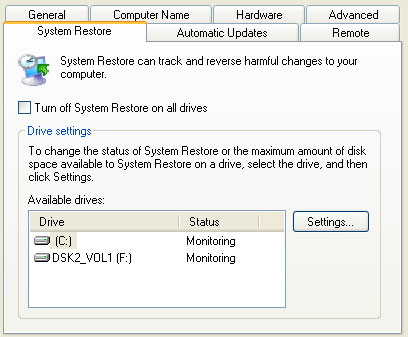 General Computer Name Hardware Advanced
System Restore Automatic Updates Remote
System Restore can track and reverse harmful changes to your
computer.
Turn off System Restore on all drives
Drive settings
To change the status of System Restore or the maximum amount of disk
space available to System Restore on a drive, select the drive, and then
click Settings.
Available drives:
Drive Status
(C:) Monitoring
DSK2_VOL1 (F:) Monitoring
Settings...